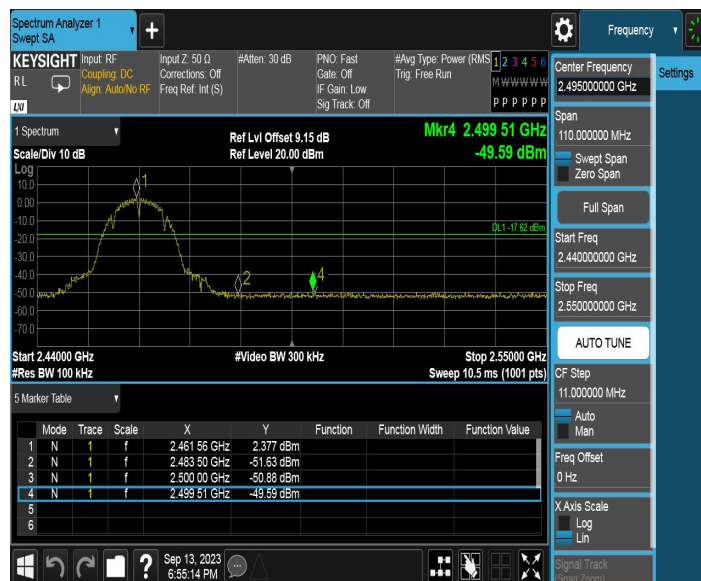 Spectrum Analyzer 1
Swept SA
+
Frequency
KEYSIGHT
Input: RF
Input Z: 50 Ω
#Atten: 30 dB
PNO: Fast
#Avg Type: Power (RMS
1 2 3 4 5 6
RL
Coupling: DC
Corrections: Off
Gate: Off
Trig: Free Run
Align: Auto/No RF
Freq Ref: Int (S)
IF Gain: Low
M W W W W W
Sig Track: Off
P P P P P P
LXI
Center Frequency
2.495000000 GHz
Settings
Span
110.000000 MHz
Swept Span
Zero Span
Full Span
Start Freq
2.440000000 GHz
Stop Freq
2.550000000 GHz
AUTO TUNE
CF Step
11.000000 MHz
Auto
Man
Freq Offset
0 Hz
X Axis Scale
Log
Lin
Signal Track
(Span Zoom)
1 Spectrum
Ref Lvl Offset 9.15 dB
Mkr4 2.499 51 GHz
Scale/Div 10 dB
Ref Level 20.00 dBm
-49.59 dBm
Log
10.0
0.00
-10.0
-20.0
-30.0
-40.0
-50.0
-60.0
-70.0
1
DL1 -17.62 dBm
2
4
Start 2.44000 GHz
#Video BW 300 kHz
Stop 2.55000 GHz
#Res BW 100 kHz
Sweep 10.5 ms (1001 pts)
5 Marker Table
Mode Trace Scale X Y Function Function Width Function Value
1 N 1 f 2.461 56 GHz 2.377 dBm
2 N 1 f 2.483 50 GHz -51.63 dBm
3 N 1 f 2.500 00 GHz -50.88 dBm
4 N 1 f 2.499 51 GHz -49.59 dBm
5
6
?
Sep 13, 2023
6:55:14 PM